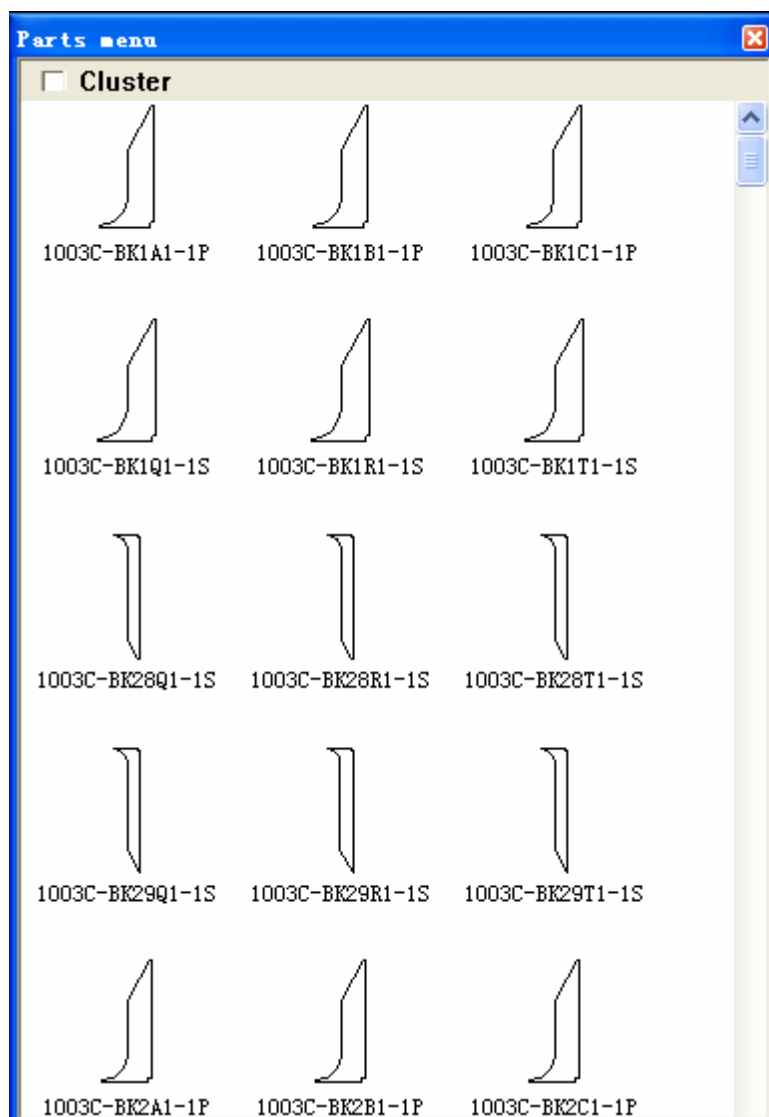 Parts menu
Cluster
1003C-BK1A1-1P 1003C-BK1B1-1P 1003C-BK1C1-1P
1003C-BK1Q1-1S 1003C-BK1R1-1S 1003C-BK1T1-1S
1003C-BK28Q1-1S 1003C-BK28R1-1S 1003C-BK28T1-1S
1003C-BK29Q1-1S 1003C-BK29R1-1S 1003C-BK29T1-1S
1003C-BK2A1-1P 1003C-BK2B1-1P 1003C-BK2C1-1P